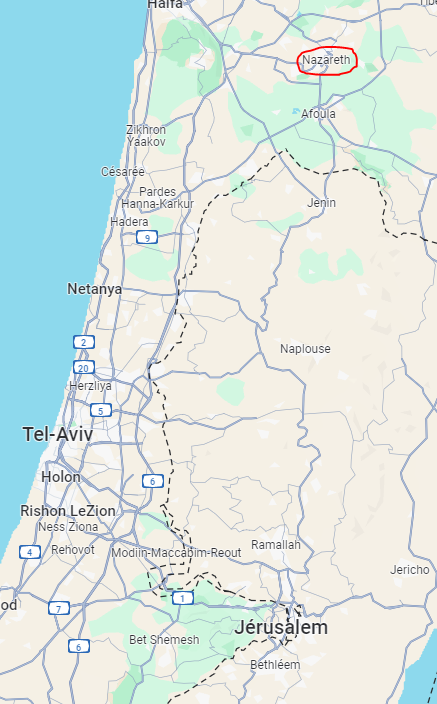 Haïfa
Nazareth
Afoula
Zikhron
Yaakov
Césarée
Pardes
Hanna-Karkur
Jenin
Hadera
9
Netanya
2
Naplouse
20
Herzliya
5
Tel-Aviv
Holon
6
Rishon LeZion
Ness Ziona
Rehovot
4
Modiin-Maccabim-Reout
Ramallah
Jericho
1
7
Jérusalem
Bet Shemesh
6
Bethléem